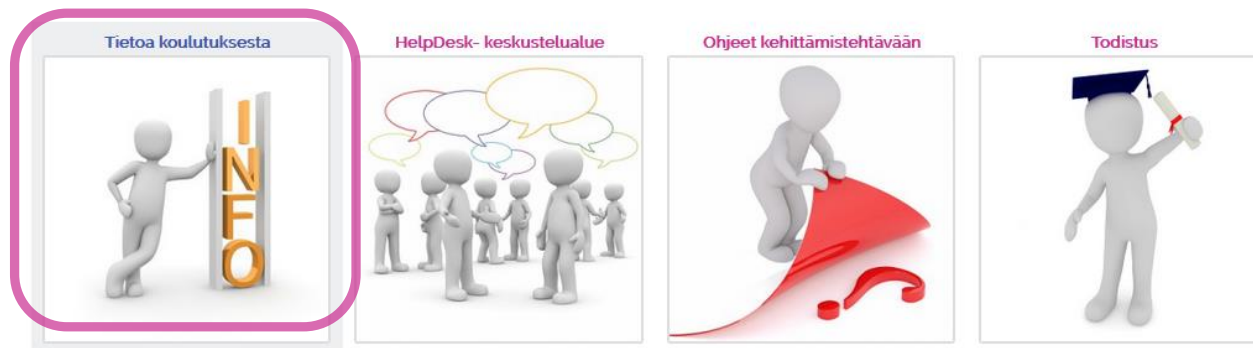 Tietoa koulutuksesta
HelpDesk- keskustelualue
Ohjeet kehittämistehtävään
Todistus
INFO